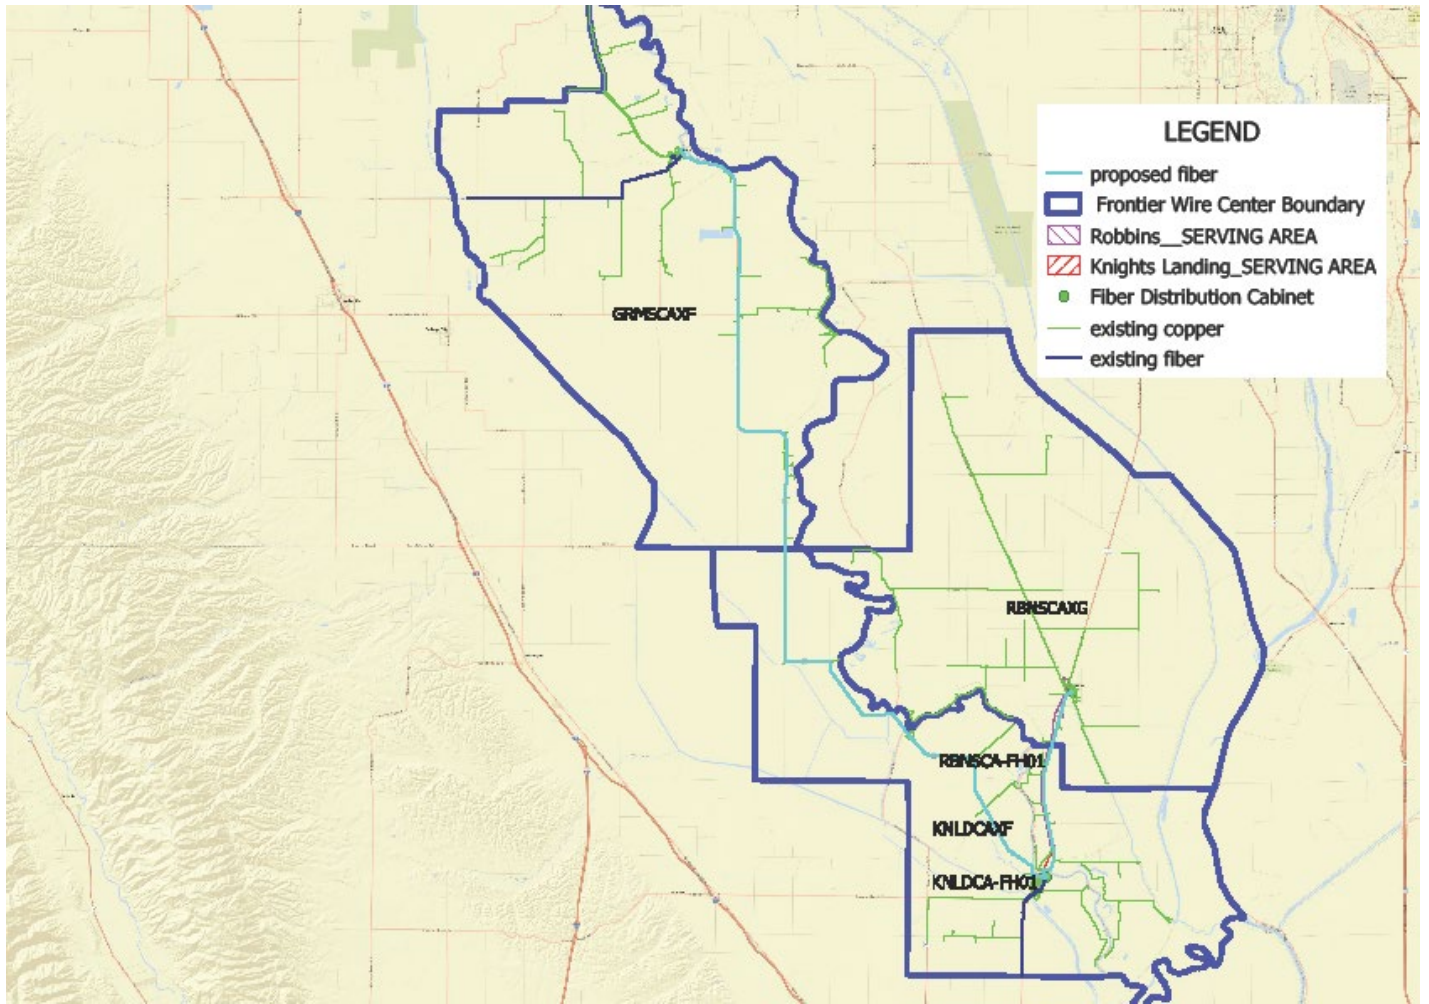 LEGEND
proposed fiber
Frontier Wire Center Boundary
Robbins__SERVING AREA
Knights Landing_SERVING AREA
Fiber Distribution Cabinet
existing copper
existing fiber
GRMSCAXF
RBNSCAXG
RBNSCA-FH01
KNLDCAXF
KNLDCA-FH01